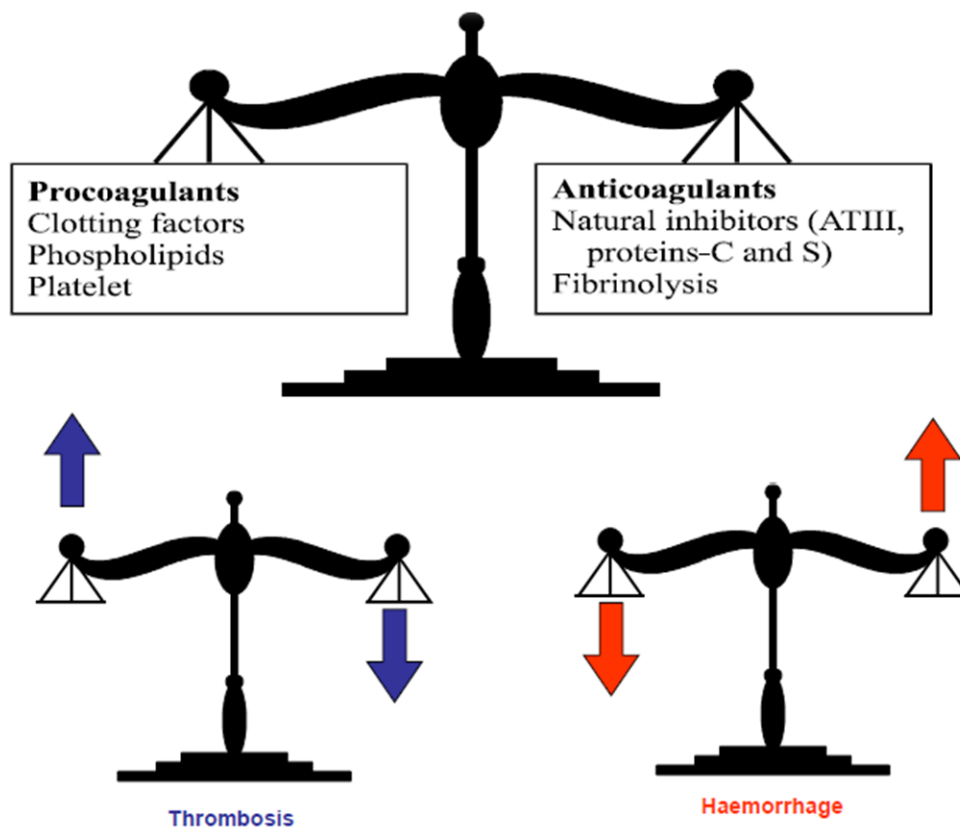 Procoagulants
Clotting factors
Phospholipids
Platelet
Anticoagulants
Natural inhibitors (ATIII,
proteins-C and S)
Fibrinolysis
Thrombosis
Haemorrhage